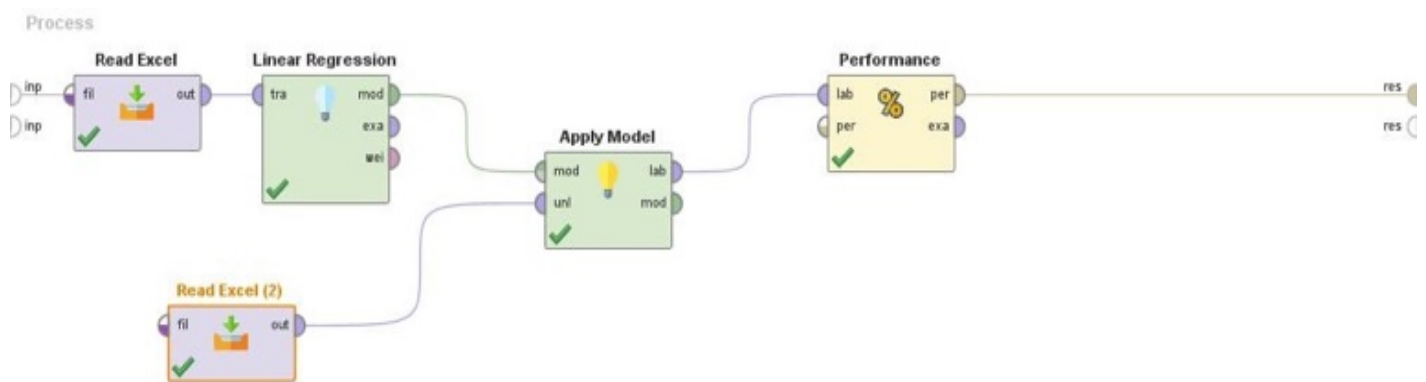 Process
Read Excel
Linear Regression
Performance
inp
fil
out
tra
mod
lab
per
res
inp
exa
per
exa
res
wei
Apply Model
mod
lab
unl
mod
Read Excel (2)
fil
out
%